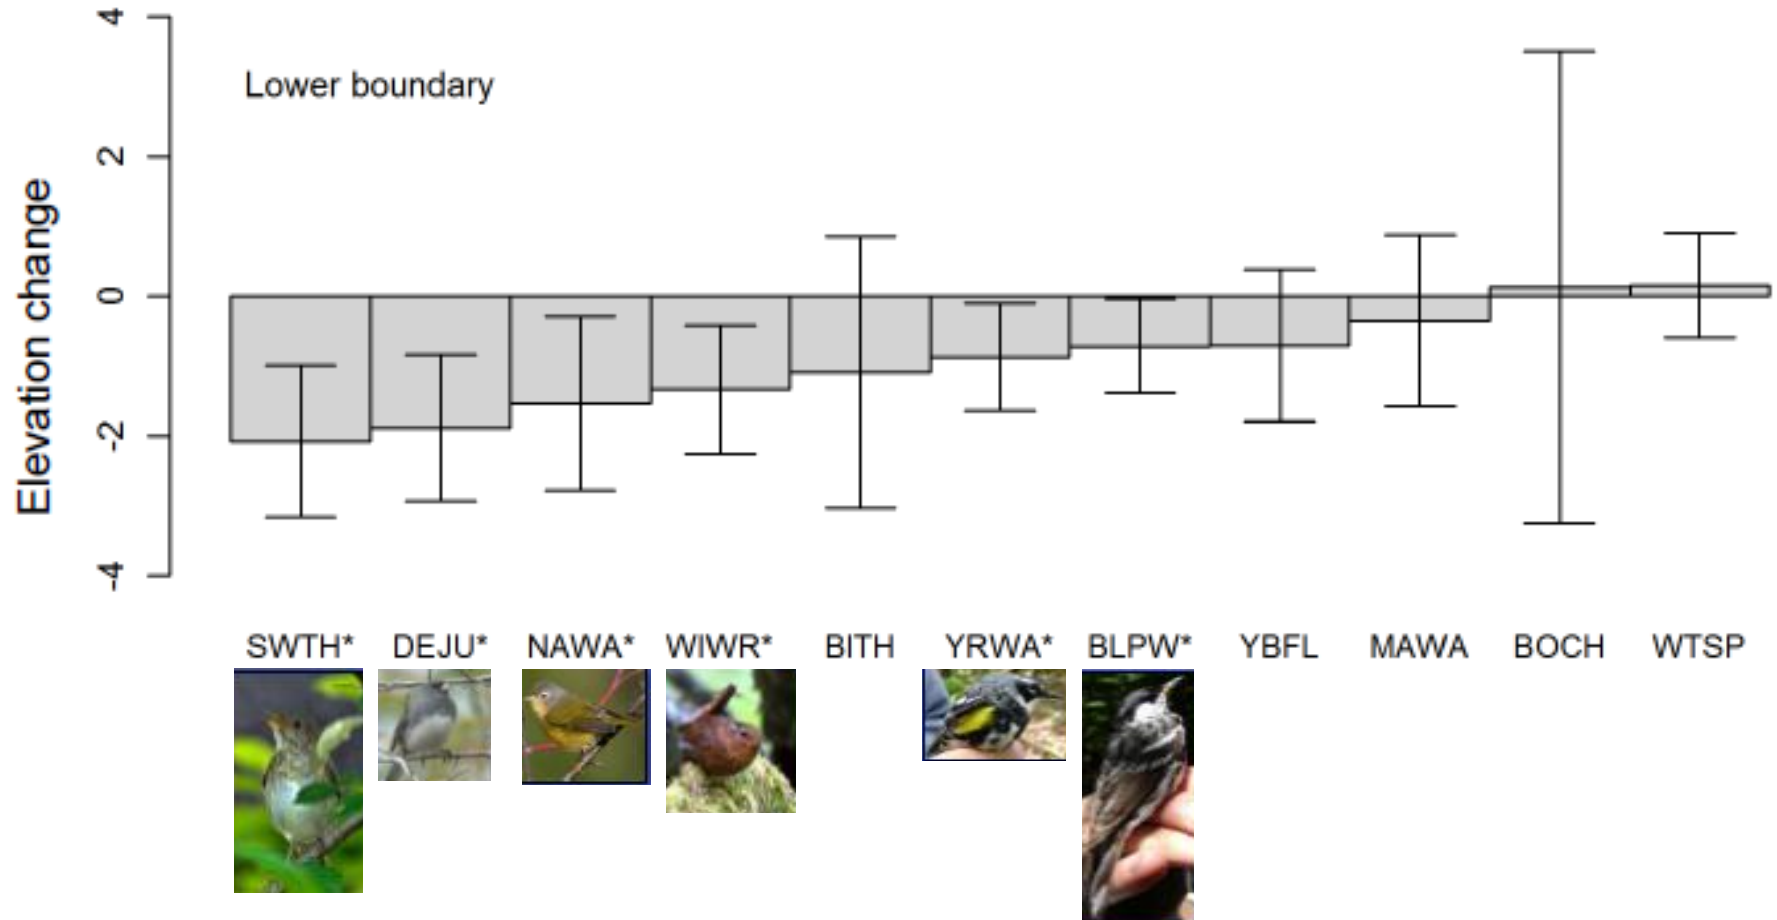 4
Lower boundary
2
Elevation change
0
-2
-4
SWTH* DEJU* NAWA* WIWR* BITH YRWA* BLPW* YBFL MAWA BOCH WTSP